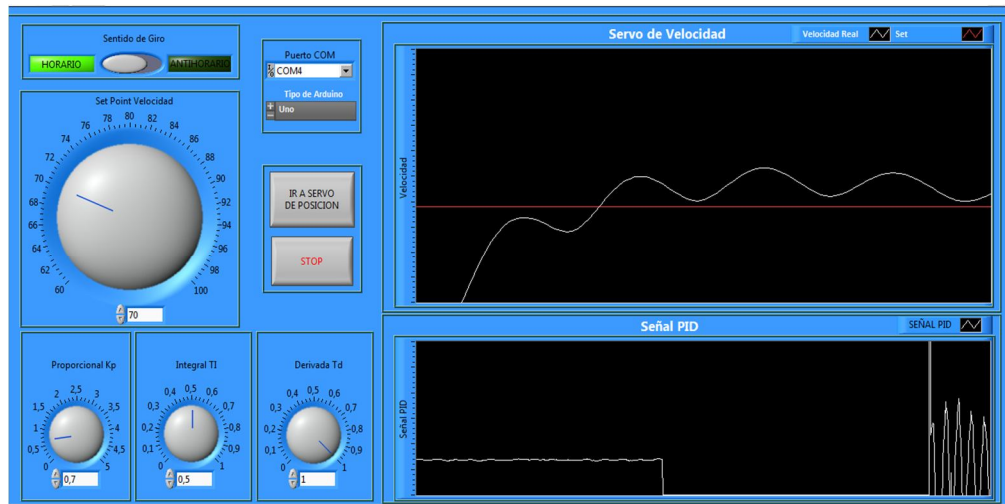 Sentido de Giro
HORARIO
ANTIHORARIO
Set Point Velocidad
60
62
64
66
68
70
72
74
76
78
80
82
84
86
88
90
92
94
96
98
100
70
Puerto COM
COM4
Tipo de Arduino
Uno
IR A SERVO
DE POSICION
STOP
Servo de Velocidad
Velocidad Real
Set
Velocidad
Proporcional Kp
0
0,5
1
1,5
2
2,5
3
3,5
4
4,5
5
0,7
Integral TI
0
0,1
0,2
0,3
0,4
0,5
0,6
0,7
0,8
0,9
1
0,5
Derivada Td
0
0,1
0,2
0,3
0,4
0,5
0,6
0,7
0,8
0,9
1
1
Señal PID
SEÑAL PID
Señal PID